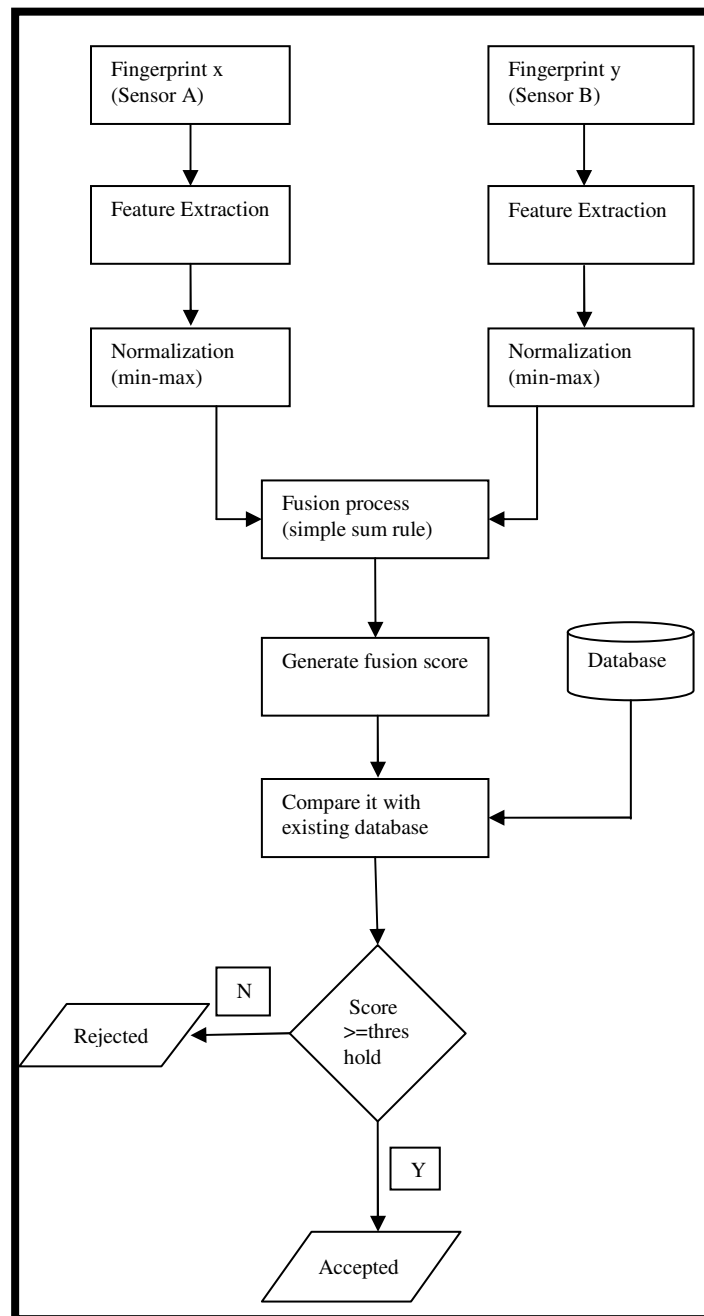 Fingerprint x
(Sensor A)
Fingerprint y
(Sensor B)
Feature Extraction
Feature Extraction
Normalization
(min-max)
Normalization
(min-max)
Fusion process
(simple sum rule)
Generate fusion score
Database
Compare it with
existing database
N
Score
>=thres
hold
Rejected
Y
Accepted